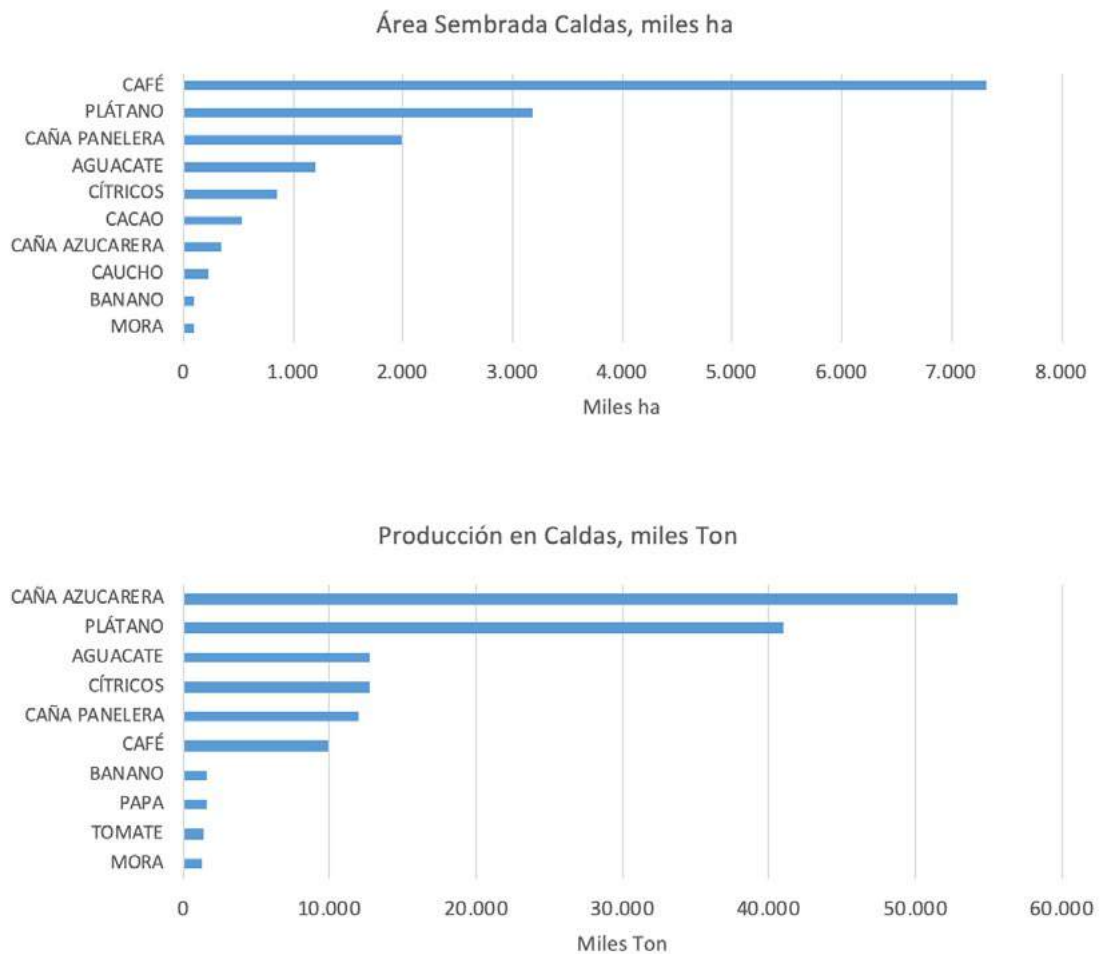 Área Sembrada Caldas, miles ha
CAFÉ
PLÁTANO
CAÑA PANELERA
AGUACATE
CÍTRICOS
CACAO
CAÑA AZUCARERA
CAUCHO
BANANO
MORA
0 1.000 2.000 3.000 4.000 5.000 6.000 7.000 8.000
Miles ha
Producción en Caldas, miles Ton
CAÑA AZUCARERA
PLÁTANO
AGUACATE
CÍTRICOS
CAÑA PANELERA
CAFÉ
BANANO
PAPA
TOMATE
MORA
0 10.000 20.000 30.000 40.000 50.000 60.000
Miles Ton